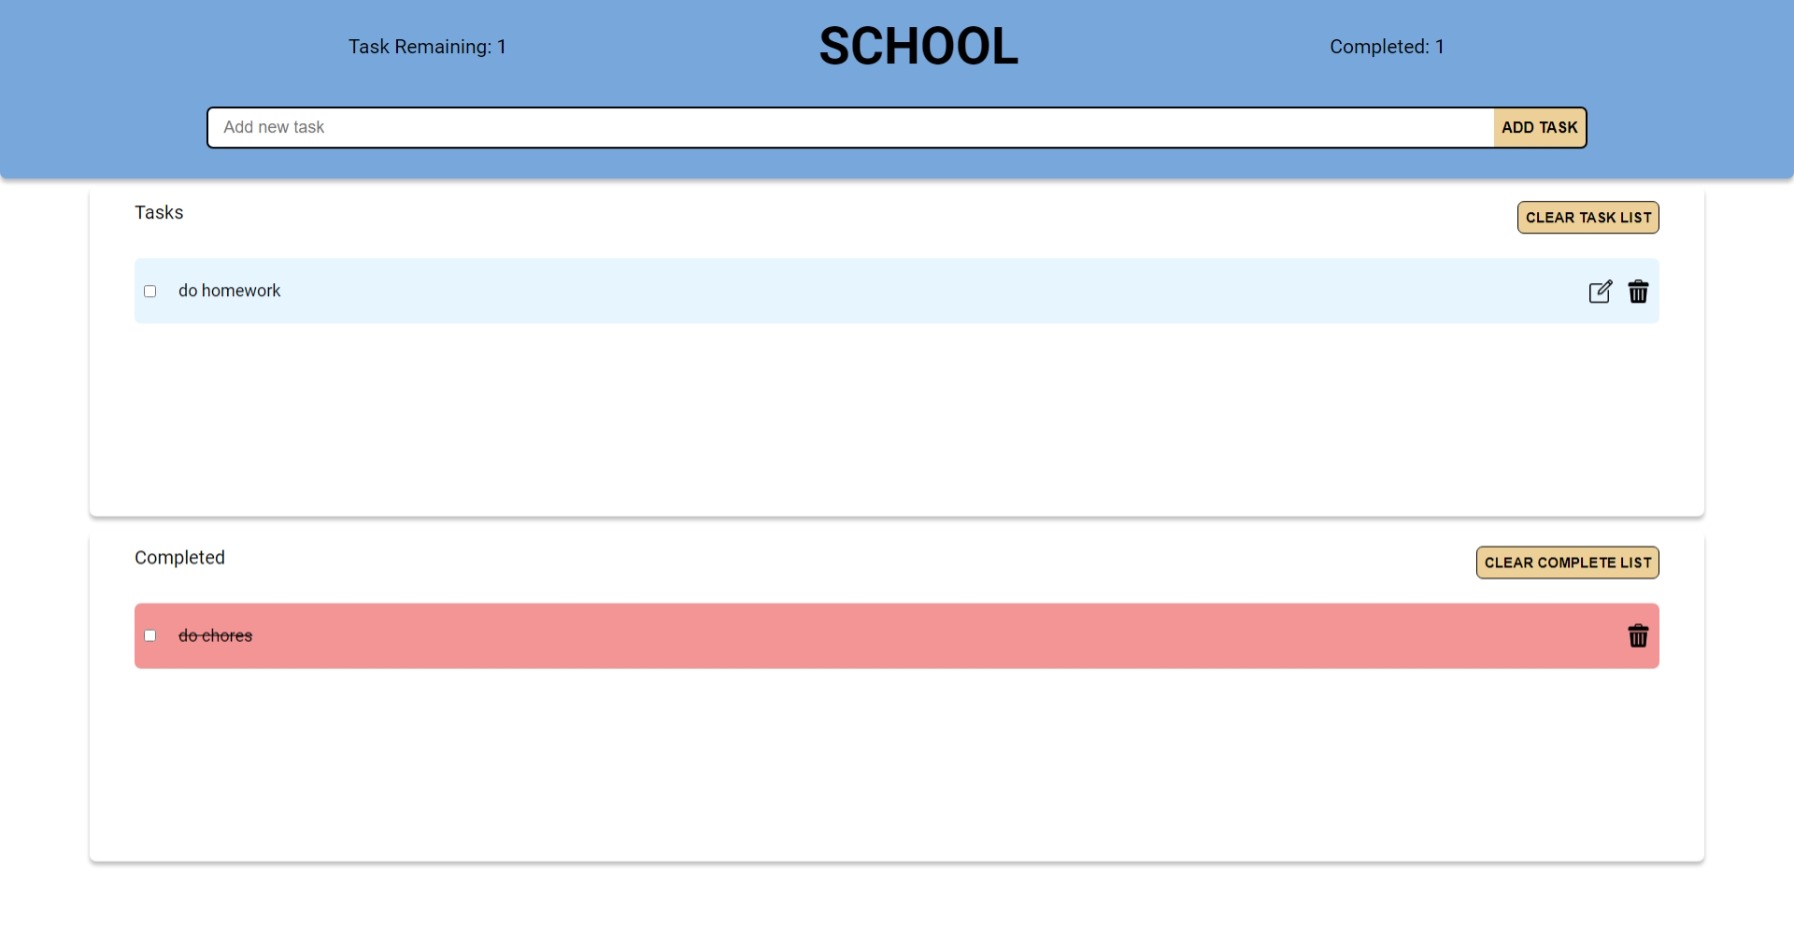 Task Remaining: 1
SCHOOL
Completed: 1
Add new task
ADD TASK
Tasks
CLEAR TASK LIST
do homework
Completed
CLEAR COMPLETE LIST
do chores